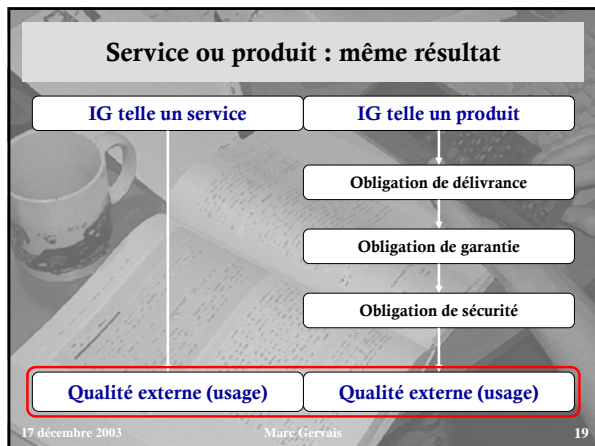 Service ou produit : même résultat
IG telle un service
IG telle un produit
Obligation de délivrance
Obligation de garantie
Obligation de sécurité
Qualité externe (usage)
Qualité externe (usage)
17 décembre 2003
Marc Gervais
19